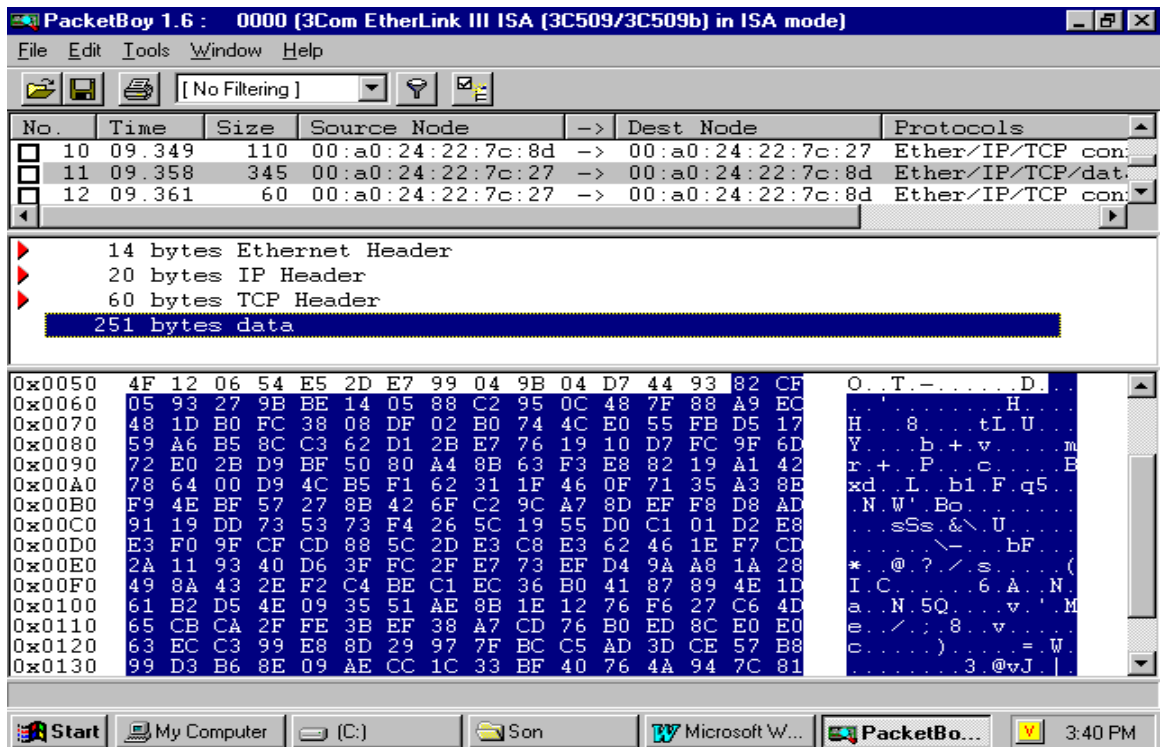 PacketBoy 1.6 : 0000 (3Com EtherLink III ISA (3C509/3C509b) in ISA mode)
File Edit Tools Window Help
[ No Filtering ]
No. Time Size Source Node -> Dest Node Protocols
10 09.349 110 00:a0:24:22:7c:8d -> 00:a0:24:22:7c:27 Ether/IP/TCP con
11 09.358 345 00:a0:24:22:7c:27 -> 00:a0:24:22:7c:8d Ether/IP/TCP/dat
12 09.361 60 00:a0:24:22:7c:27 -> 00:a0:24:22:7c:8d Ether/IP/TCP con
14 bytes Ethernet Header
20 bytes IP Header
60 bytes TCP Header
251 bytes data
0x0050 4F 12 06 54 E5 2D E7 99 04 9B 04 D7 44 93 82 CF O..T.-......D...
0x0060 05 93 27 9B BE 14 05 88 C2 95 0C 48 7F 88 A9 EC ..'........H....
0x0070 48 1D B0 FC 38 08 DF 02 B0 74 4C E0 55 FB D5 17 H...8....tL.U...
0x0080 59 A6 B5 8C C3 62 D1 2B E7 76 19 10 D7 FC 9F 6D Y....b.+.v.....m
0x0090 72 E0 2B D9 BF 50 80 A4 8B 63 F3 E8 82 19 A1 42 r.+..P...c.....B
0x00A0 78 64 00 D9 4C B5 F1 62 31 1F 46 0F 71 35 A3 8E xd..L..b1.F.q5..
0x00B0 F9 4E BF 57 27 8B 42 6F C2 9C A7 8D EF F8 D8 AD .N.W'.Bo........
0x00C0 91 19 DD 73 53 73 F4 26 5C 19 55 D0 C1 01 D2 E8 ...sSs.&\.U.....
0x00D0 E3 F0 9F CF CD 88 5C 2D E3 C8 E3 62 46 1E F7 CD ......\-...bF...
0x00E0 2A 11 93 40 D6 3F FC 2F E7 73 EF D4 9A A8 1A 28 *..@.?./.s.....(
0x00F0 49 8A 43 2E F2 C4 BE C1 EC 36 B0 41 87 89 4E 1D I.C......6.A..N.
0x0100 61 B2 D5 4E 09 35 51 AE 8B 1E 12 76 F6 27 C6 4D a..N.5Q....v.'.M
0x0110 65 CB CA 2F FE 3B EF 38 A7 CD 76 B0 ED 8C E0 E0 e../.;.8..v.....
0x0120 63 EC C3 99 E8 8D 29 97 7F BC C5 AD 3D CE 57 B8 c.....).....=.W.
0x0130 99 D3 B6 8E 09 AE CC 1C 33 BF 40 76 4A 94 7C 81 ........3.@vJ.|.
Start My Computer (C:) Son Microsoft W... PacketBo... V 3:40 PM